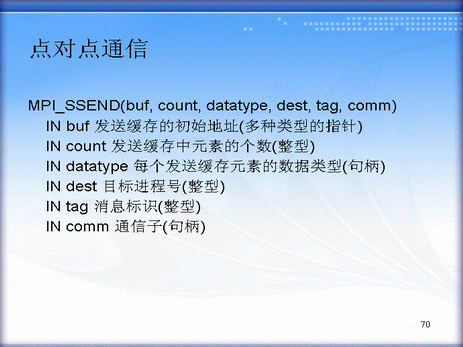 点对点通信
MPI_SSEND(buf, count, datatype, dest, tag, comm)
IN buf 发送缓存的初始地址(多种类型的指针)
IN count 发送缓存中元素的个数(整型)
IN datatype 每个发送缓存元素的数据类型(句柄)
IN dest 目标进程号(整型)
IN tag 消息标识(整型)
IN comm 通信子(句柄)
70